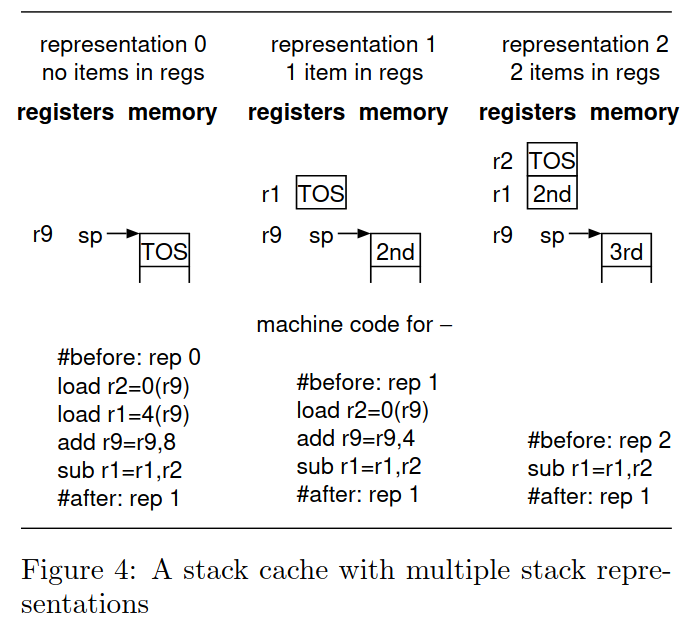 representation 0
no items in regs
registers memory
r9 sp TOS
representation 1
1 item in regs
registers memory
r1 TOS
r9 sp 2nd
representation 2
2 items in regs
registers memory
r2 TOS
r1 2nd
r9 sp 3rd
machine code for –
#before: rep 0
load r2=0(r9)
load r1=4(r9)
add r9=r9,8
sub r1=r1,r2
#after: rep 1
#before: rep 1
load r2=0(r9)
add r9=r9,4
sub r1=r1,r2
#after: rep 1
#before: rep 2
sub r1=r1,r2
#after: rep 1
Figure 4: A stack cache with multiple stack repre-
sentations